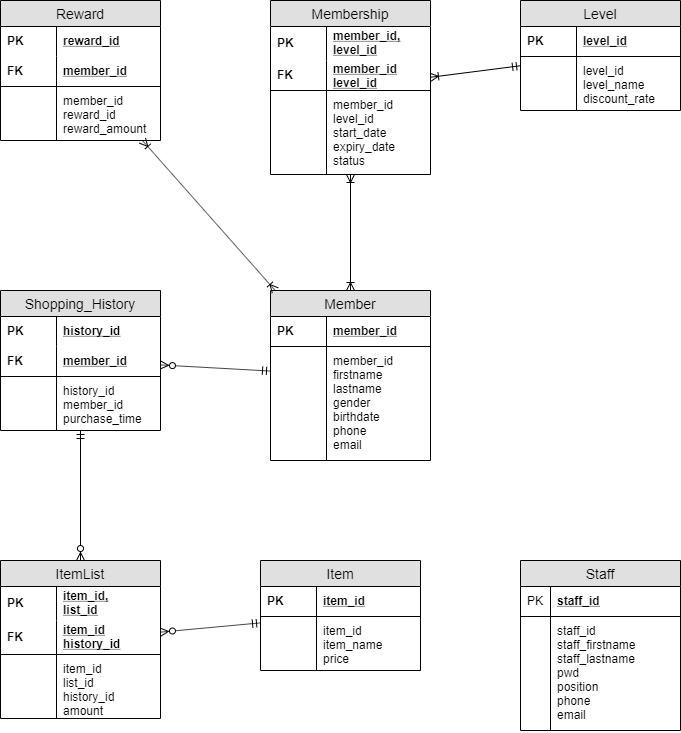 Reward
PK reward_id
FK member_id
member_id
reward_id
reward_amount
Membership
PK member_id,
level_id
FK member_id
level_id
member_id
level_id
start_date
expiry_date
status
Level
PK level_id
level_id
level_name
discount_rate
Shopping_History
PK history_id
FK member_id
history_id
member_id
purchase_time
Member
PK member_id
member_id
firstname
lastname
gender
birthdate
phone
email
ItemList
PK item_id,
list_id
FK item_id
history_id
item_id
list_id
history_id
amount
Item
PK item_id
item_id
item_name
price
Staff
PK staff_id
staff_id
staff_firstname
staff_lastname
pwd
position
phone
email